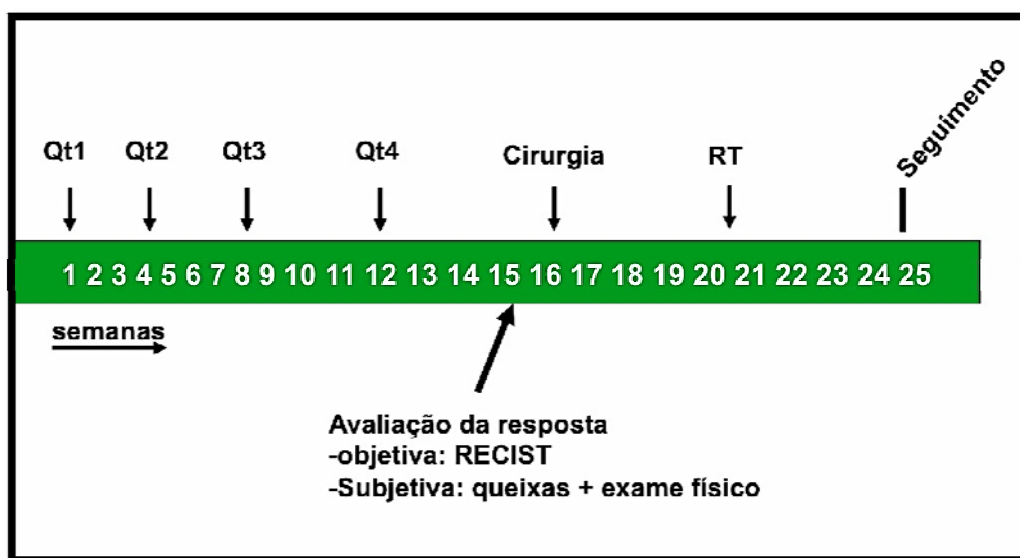 Qt1 Qt2 Qt3 Qt4 Cirurgia RT Seguimento
1 2 3 4 5 6 7 8 9 10 11 12 13 14 15 16 17 18 19 20 21 22 23 24 25
semanas
Avaliação da resposta
-objetiva: RECIST
-Subjetiva: queixas + exame físico